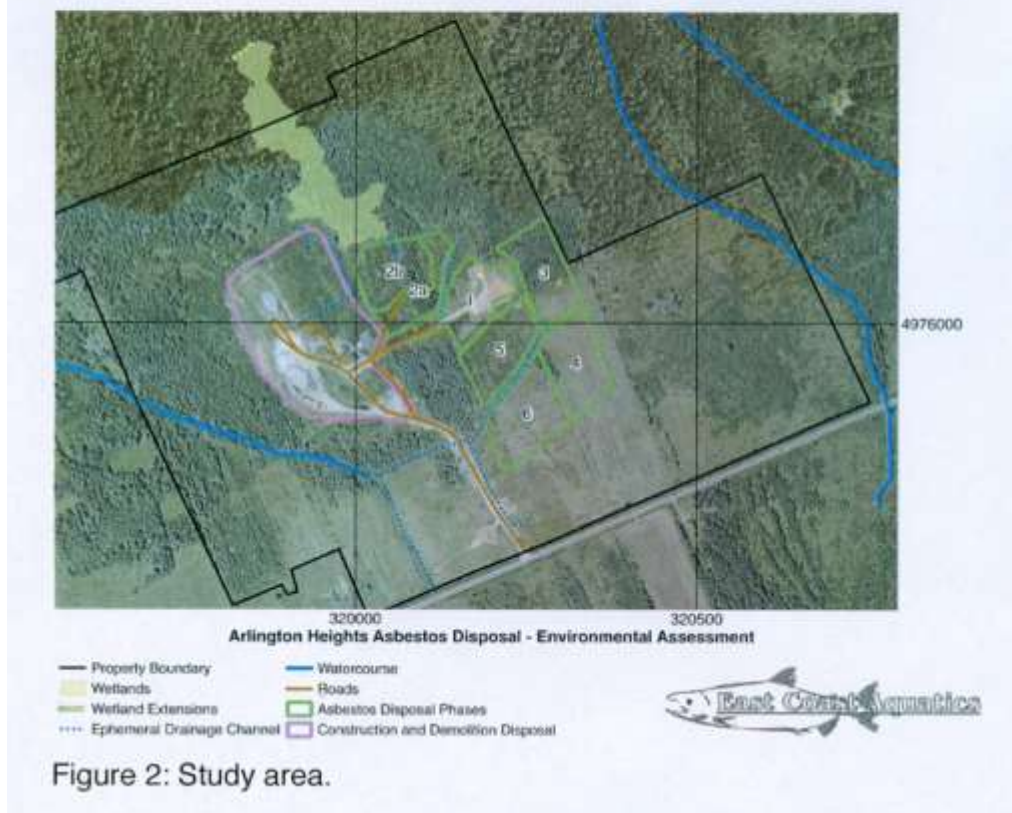 2b
2a
1
3
5
4
6
4976000
320000
320500
Arlington Heights Asbestos Disposal - Environmental Assessment
Property Boundary
Wetlands
Wetland Extensions
Ephemeral Drainage Channel
Watercourse
Roads
Asbestos Disposal Phases
Construction and Demolition Disposal
East Coast Aquatics
Figure 2: Study area.